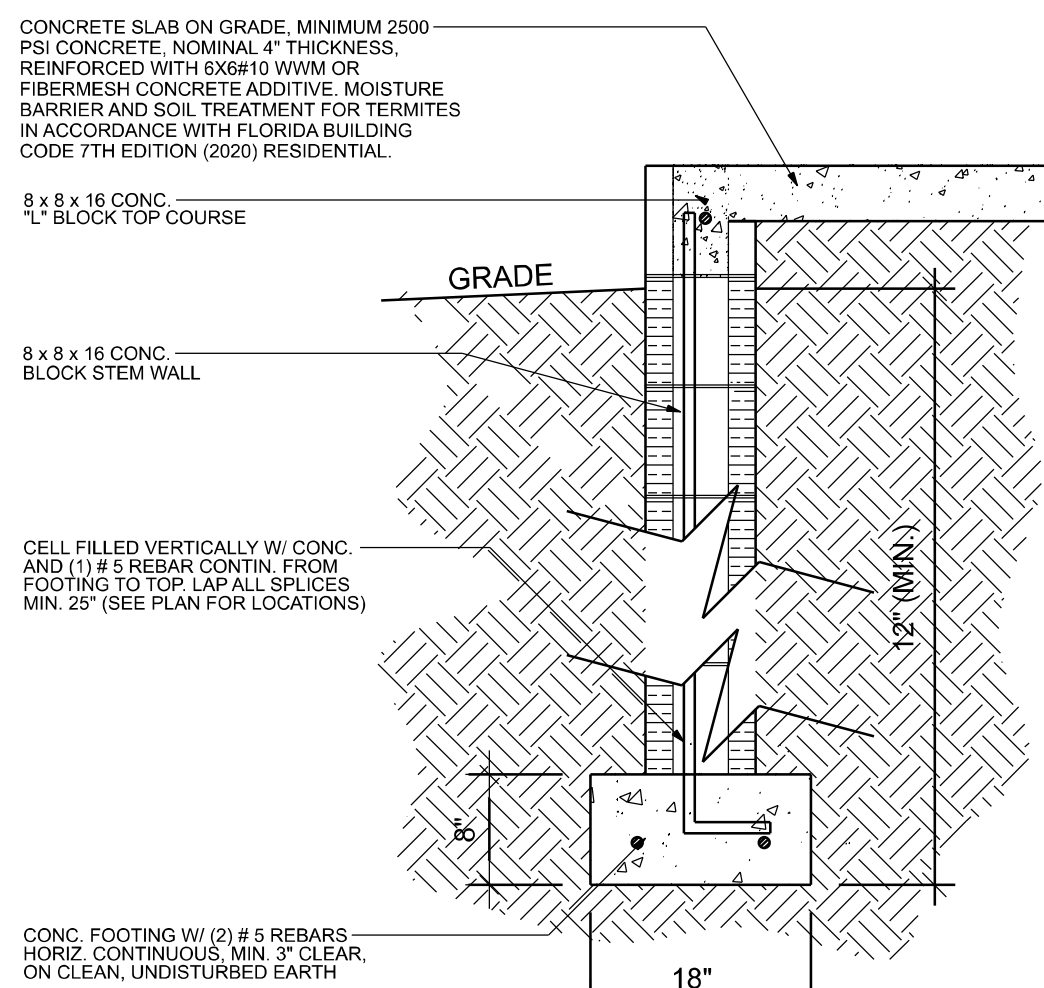 CONCRETE SLAB ON GRADE, MINIMUM 2500
PSI CONCRETE, NOMINAL 4" THICKNESS,
REINFORCED WITH 6X6#10 WWM OR
FIBERMESH CONCRETE ADDITIVE. MOISTURE
BARRIER AND SOIL TREATMENT FOR TERMITES
IN ACCORDANCE WITH FLORIDA BUILDING
CODE 7TH EDITION (2020) RESIDENTIAL.
8 x 8 x 16 CONC.
"L" BLOCK TOP COURSE
GRADE
8 x 8 x 16 CONC.
BLOCK STEM WALL
CELL FILLED VERTICALLY W/ CONC.
AND (1) # 5 REBAR CONTIN. FROM
FOOTING TO TOP. LAP ALL SPLICES
MIN. 25" (SEE PLAN FOR LOCATIONS)
12" (MIN.)
8"
CONC. FOOTING W/ (2) # 5 REBARS
HORIZ. CONTINUOUS, MIN. 3" CLEAR,
ON CLEAN, UNDISTURBED EARTH
18"